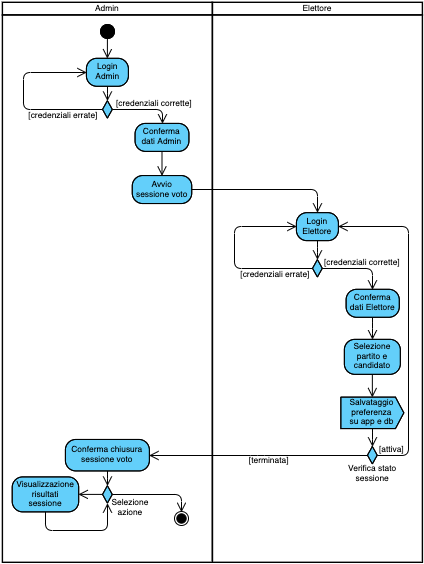 Admin
Elettore
Login
Admin
[credenziali corrette]
[credenziali errate]
Conferma
dati Admin
Avvio
sessione voto
Login
Elettore
[credenziali corrette]
[credenziali errate]
Conferma
dati Elettore
Selezione
partito e
candidato
Salvataggio
preferenza
su app e db
[attiva]
[terminata]
Verifica stato
sessione
Conferma chiusura
sessione voto
Visualizzazione
risultati
sessione
Selezione
azione